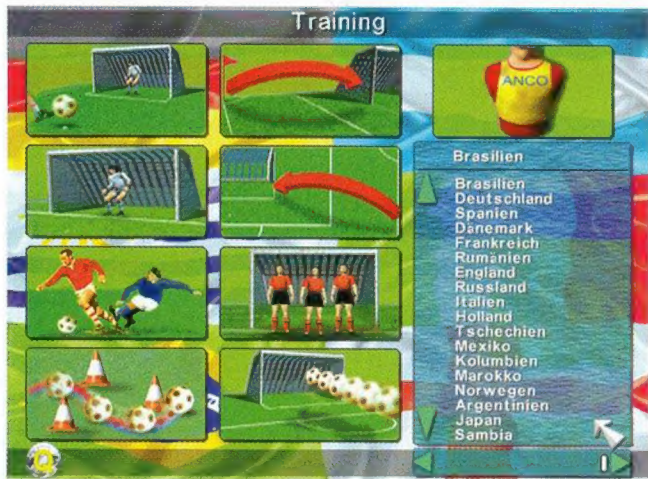 Training
ANCO
Brasilien
Brasilien
Deutschland
Spanien
Dänemark
Frankreich
Rumänien
England
Russland
Italien
Holland
Tschechien
Mexiko
Kolumbien
Marokko
Norwegen
Argentinien
Japan
Sambia
Q
1